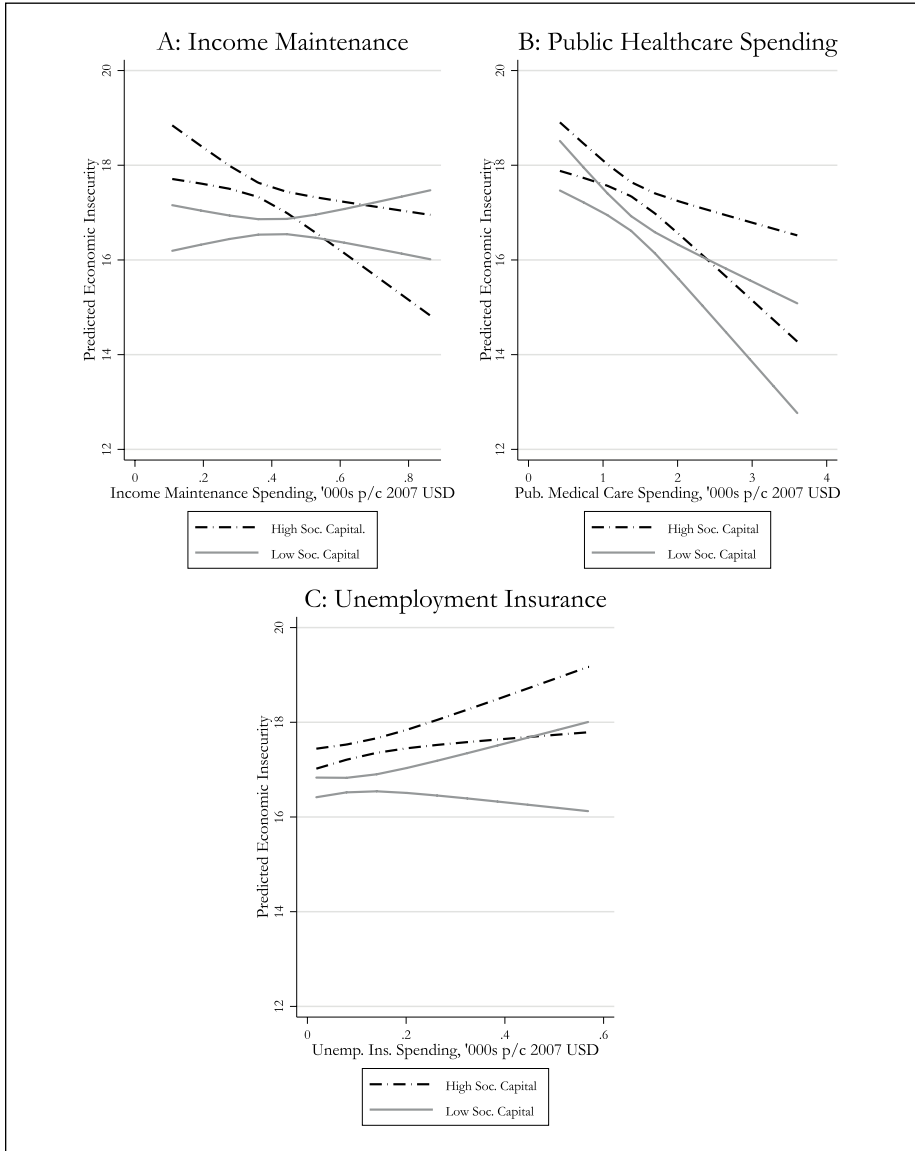 A: Income Maintenance
Predicted Economic Insecurity
20
18
16
14
12
0 .2 .4 .6 .8
Income Maintenance Spending, '000s p/c 2007 USD
High Soc. Capital.
Low Soc. Capital
B: Public Healthcare Spending
Predicted Economic Insecurity
20
18
16
14
12
0 1 2 3 4
Pub. Medical Care Spending, '000s p/c 2007 USD
High Soc. Capital
Low Soc. Capital
C: Unemployment Insurance
Predicted Economic Insecurity
20
18
16
14
12
0 .2 .4 .6
Unemp. Ins. Spending, '000s p/c 2007 USD
High Soc. Capital
Low Soc. Capital